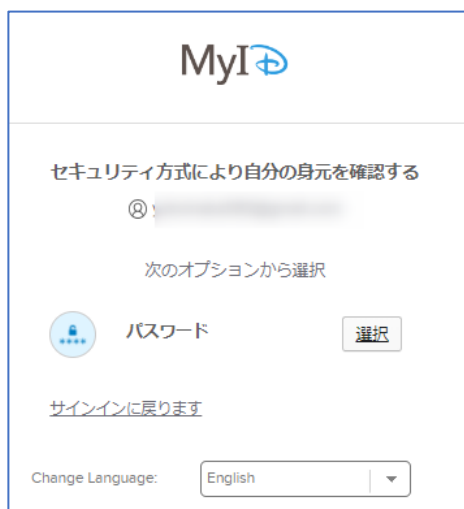 MyID
セキュリティ方式により自分の身元を確認する
次のオプションから選択
パスワード
選択
サインインに戻ります
Change Language:
English